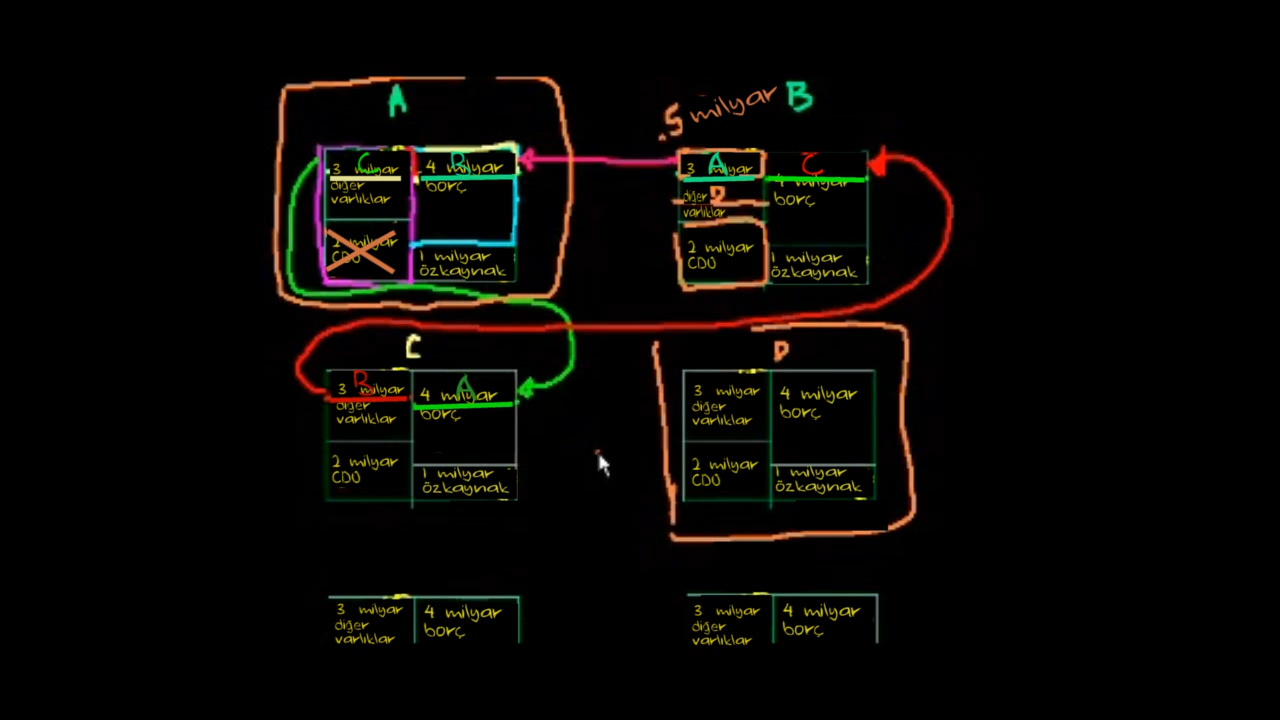 A
.5 milyar B
C
3 milyar
diğer
varlıklar
2 milyar
CDO
B
4 milyar
borç
1 milyar
özkaynak
A
3 milyar
D
diğer
varlıklar
2 milyar
CDO
C
4 milyar
borç
1 milyar
özkaynak
C
D
B
3 milyar
diğer
varlıklar
2 milyar
CDO
A
4 milyar
borç
1 milyar
özkaynak
3 milyar
diğer
varlıklar
2 milyar
CDO
4 milyar
borç
1 milyar
özkaynak
3 milyar
diğer
varlıklar
4 milyar
borç
3 milyar
diğer
varlıklar
4 milyar
borç